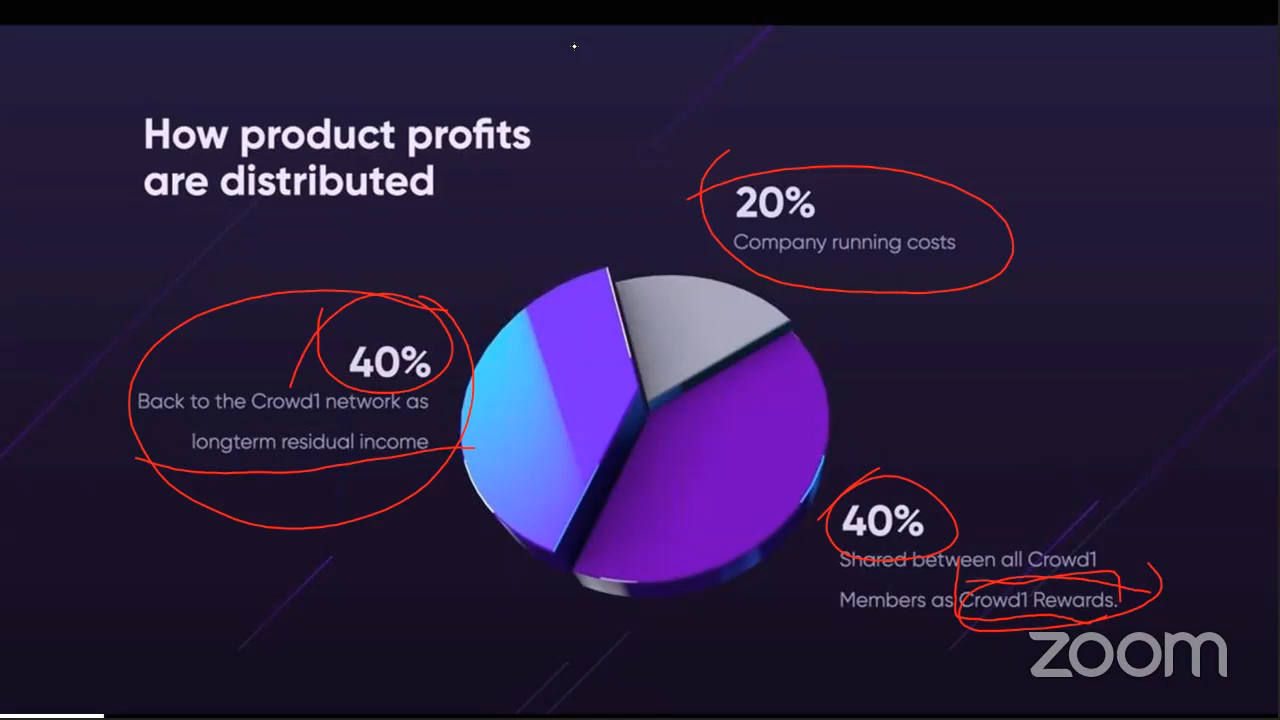 How product profits
are distributed
20%
Company running costs
40%
Back to the Crowd1 network as
longterm residual income
40%
Shared between all Crowd1
Members as Crowd1 Rewards.
zoom